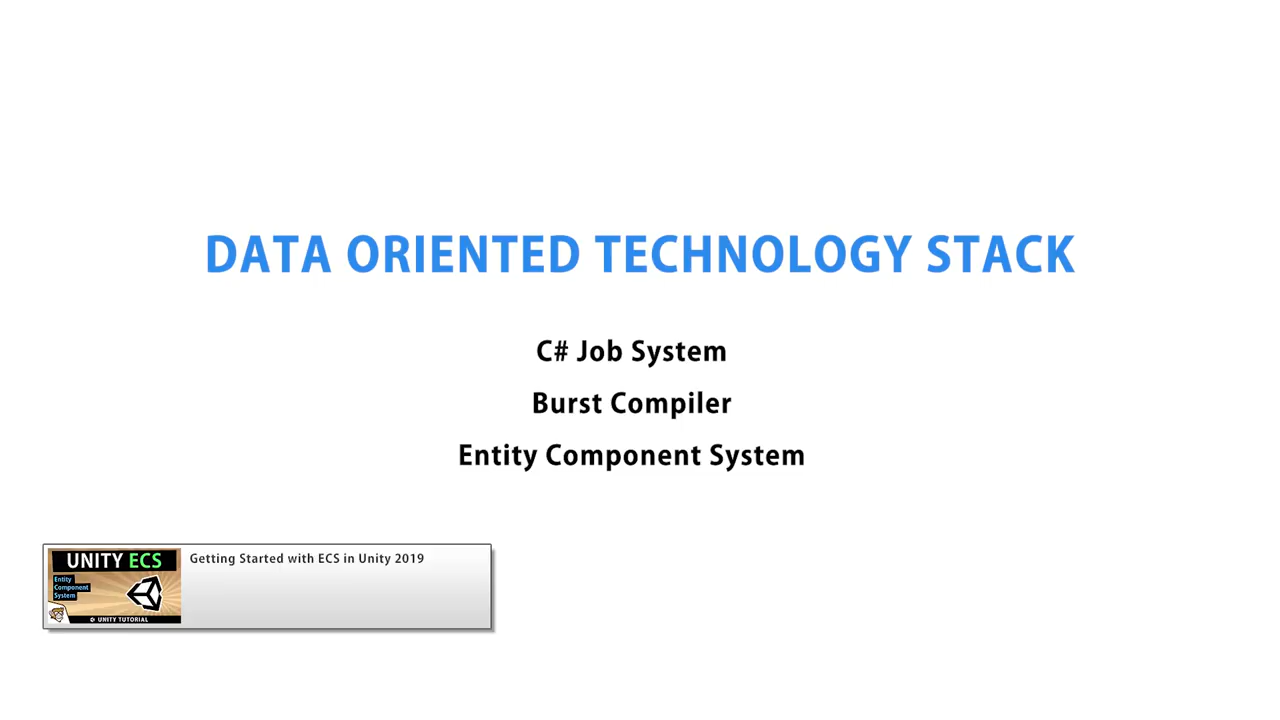 DATA ORIENTED TECHNOLOGY STACK
C# Job System
Burst Compiler
Entity Component System
UNITY ECS
Entity
Component
System
UNITY TUTORIAL
Getting Started with ECS in Unity 2019